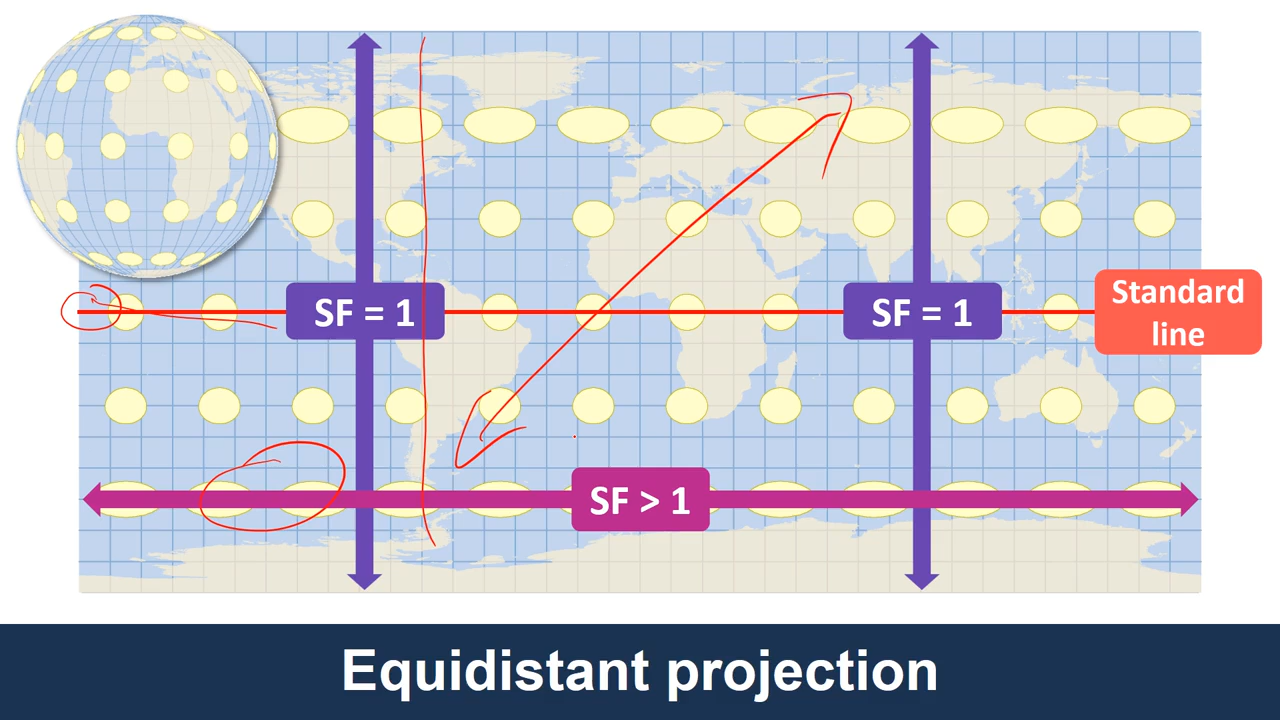 SF = 1
SF = 1
Standard
line
SF > 1
Equidistant projection